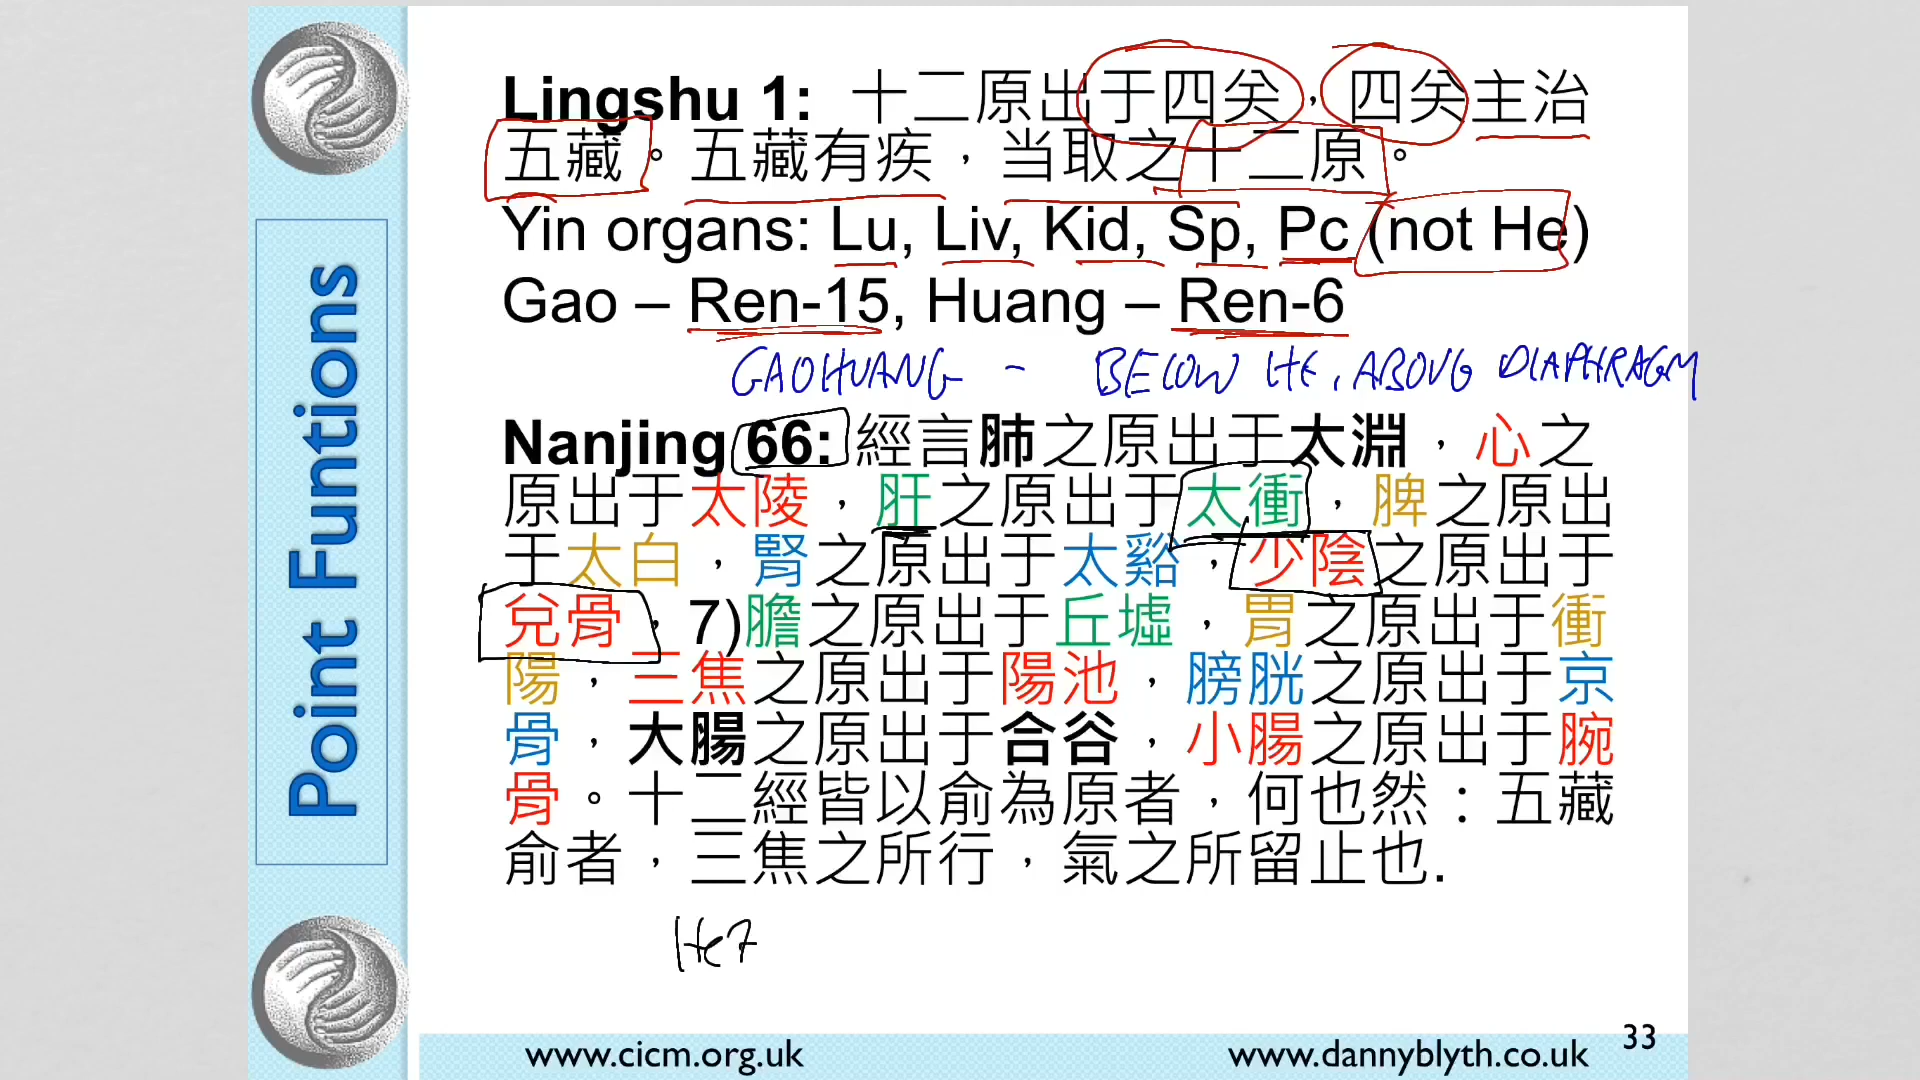 Point Funtions
Lingshu 1: 十二原出于四关，四关主治
五藏。五藏有疾，当取之十二原。
Yin organs: Lu, Liv, Kid, Sp, Pc (not He)
Gao – Ren-15, Huang – Ren-6
GAOHUANG - BELOW HE, ABOVE DIAPHRAGM
Nanjing 66: 經言肺之原出于太淵，心之
原出于太陵，肝之原出于太衝，脾之原出
于太白，腎之原出于太谿，少陰之原出于
兌骨，7)膽之原出于丘墟，胃之原出于衝
陽，三焦之原出于陽池，膀胱之原出于京
骨，大腸之原出于合谷，小腸之原出于腕
骨。十二經皆以俞為原者，何也然：五藏
俞者，三焦之所行，氣之所留止也.
He7
www.cicm.org.uk
www.dannyblyth.co.uk
33